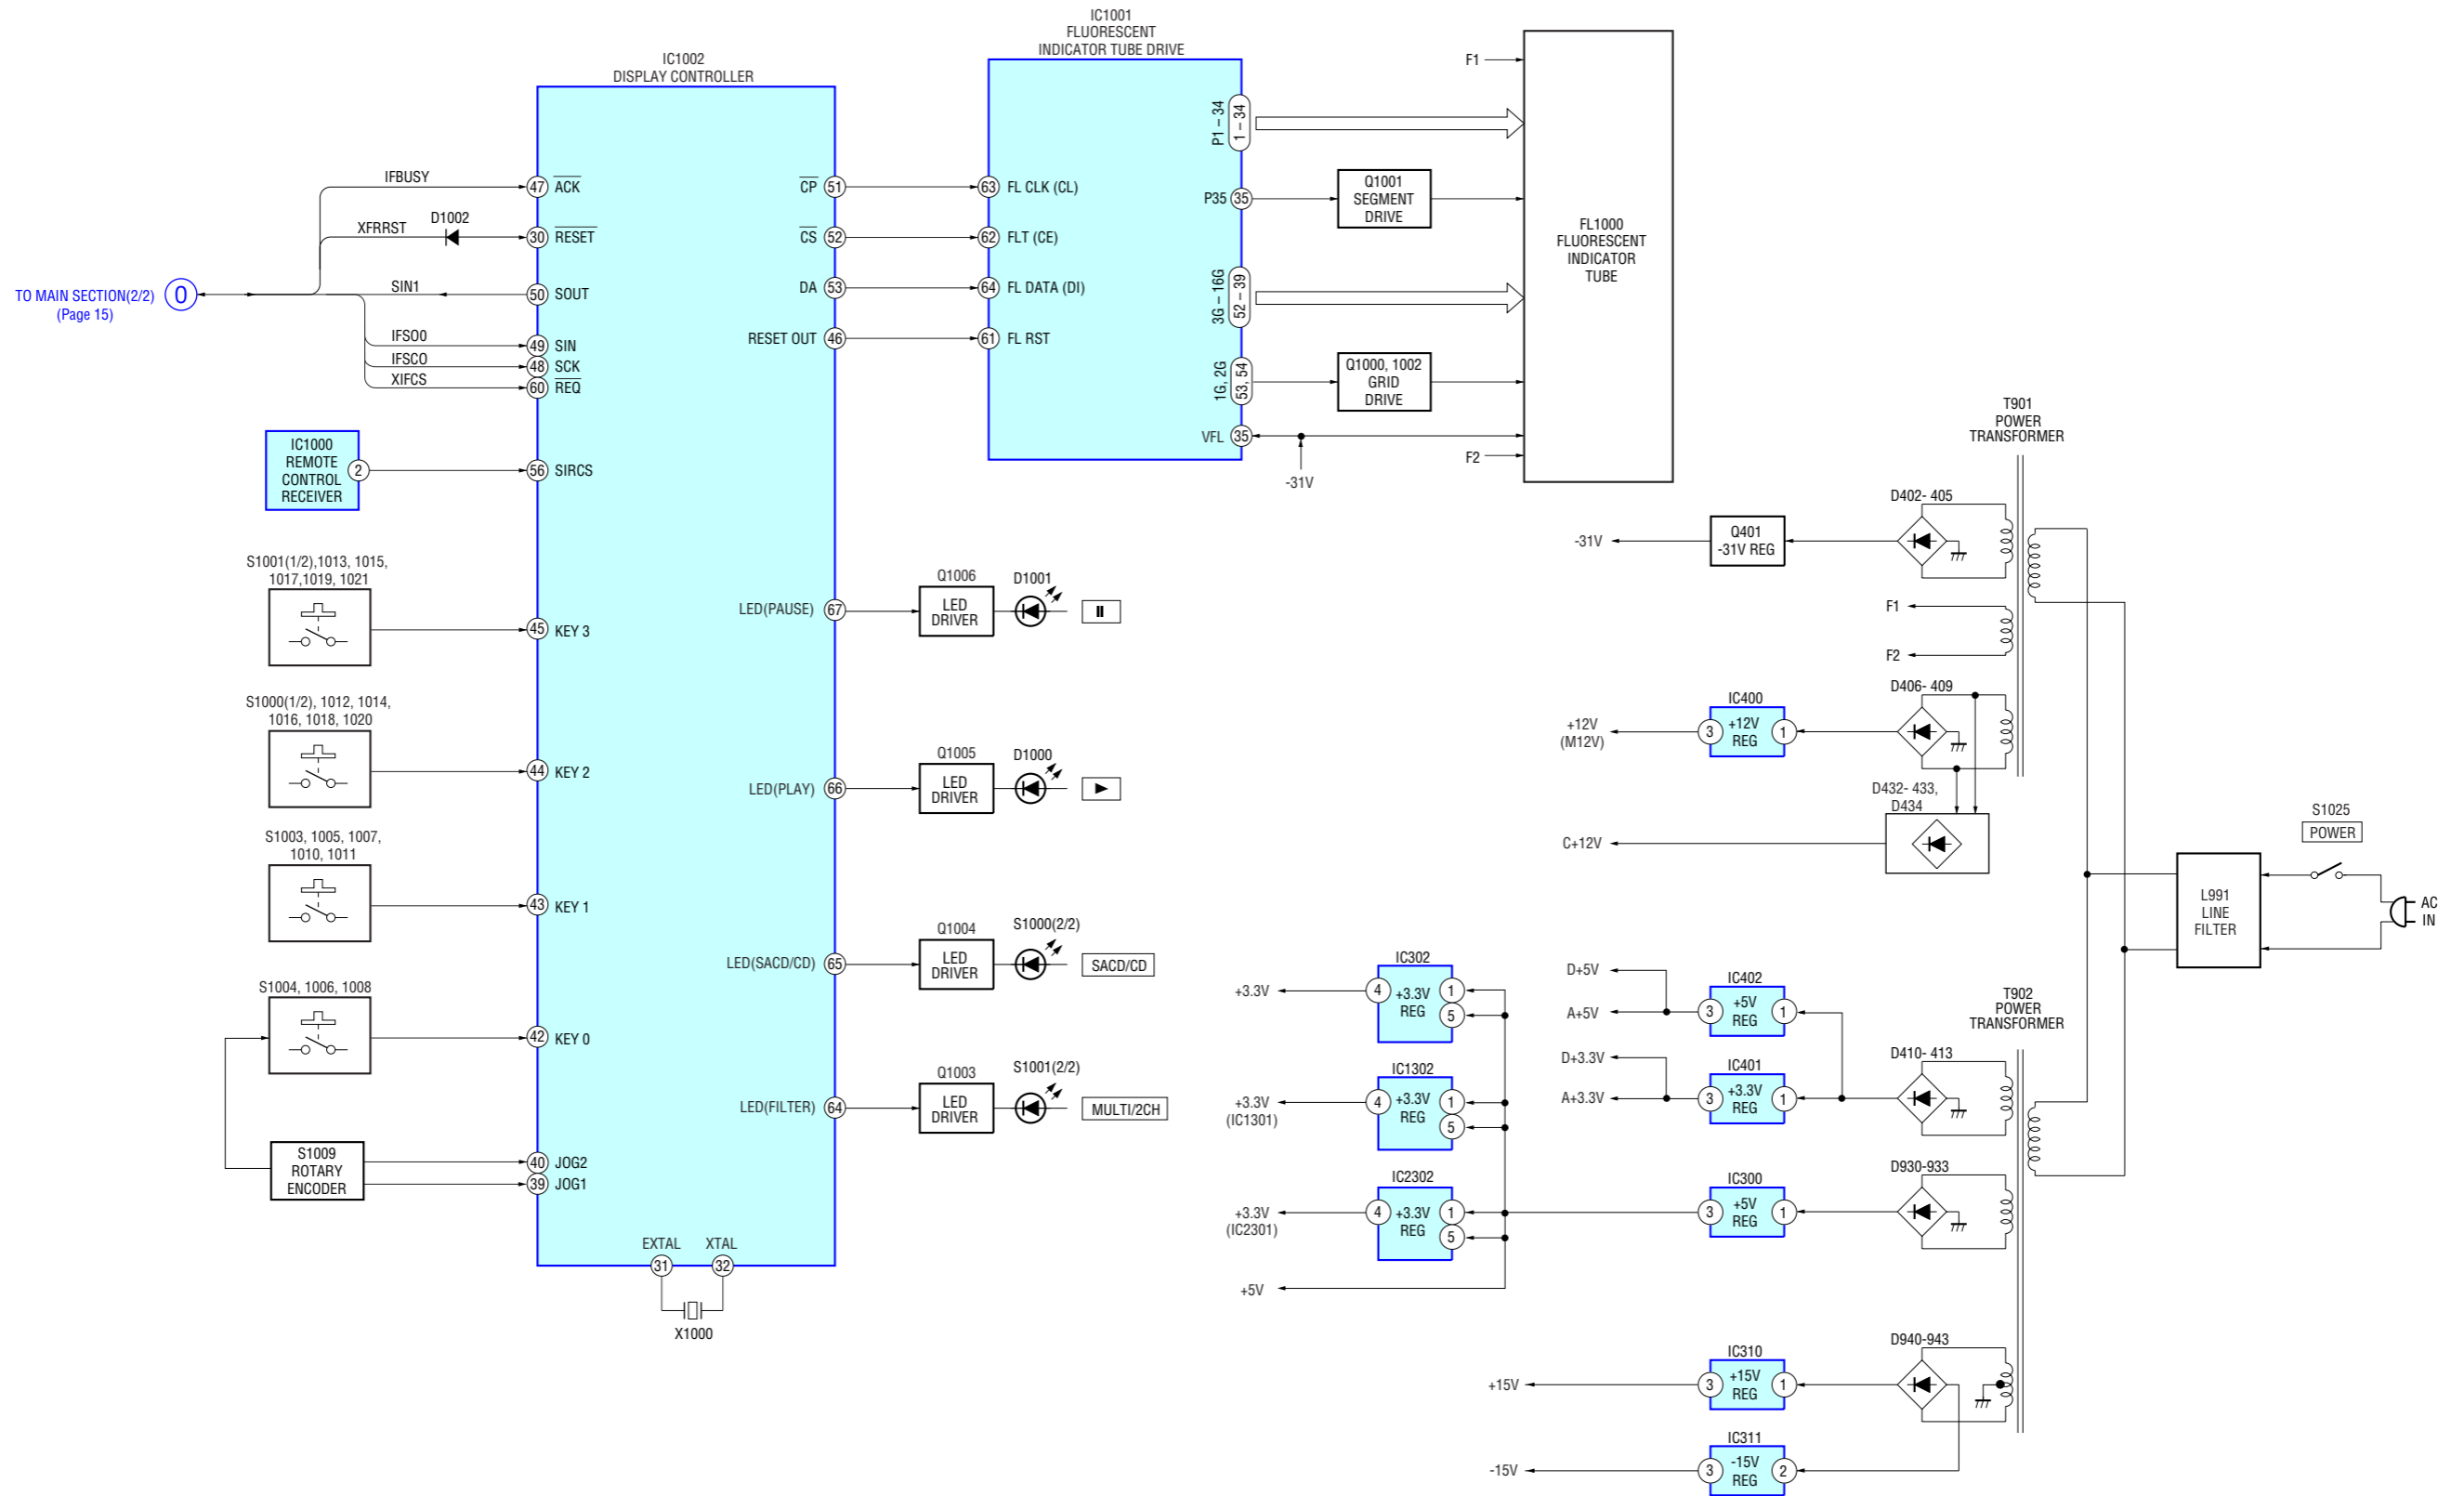 IC1002
DISPLAY CONTROLLER
IC1001
FLUORESCENT
INDICATOR TUBE DRIVE
TO MAIN SECTION(2/2)
(Page 15)
O
IFBUSY
XFRRST
D1002
SIN1
IFSO0
IFSCO
XIFCS
47 ACK
30 RESET
50 SOUT
49 SIN
48 SCK
60 REQ
IC1000
REMOTE
CONTROL
RECEIVER
2
56 SIRCS
S1001(1/2),1013, 1015,
1017,1019, 1021
45 KEY 3
S1000(1/2), 1012, 1014,
1016, 1018, 1020
44 KEY 2
S1003, 1005, 1007,
1010, 1011
43 KEY 1
S1004, 1006, 1008
42 KEY 0
S1009
ROTARY
ENCODER
40 JOG2
39 JOG1
EXTAL XTAL
31 32
X1000
CP 51
CS 52
DA 53
RESET OUT 46
63 FL CLK (CL)
62 FLT (CE)
64 FL DATA (DI)
61 FL RST
P1 – 34
1 – 34
P35 35
3G – 16G
52 – 39
1G, 2G
53, 54
VFL 35
-31V
Q1001
SEGMENT
DRIVE
Q1000, 1002
GRID
DRIVE
F1
F2
FL1000
FLUORESCENT
INDICATOR
TUBE
LED(PAUSE) 67
Q1006
LED
DRIVER
D1001
LED(PLAY) 66
Q1005
LED
DRIVER
D1000
LED(SACD/CD) 65
Q1004
LED
DRIVER
S1000(2/2)
SACD/CD
LED(FILTER) 64
Q1003
LED
DRIVER
S1001(2/2)
MULTI/2CH
T901
POWER
TRANSFORMER
D402- 405
Q401
-31V REG
-31V
F1
F2
D406- 409
IC400
3 +12V 1
REG
+12V
(M12V)
D432- 433,
D434
C+12V
S1025
POWER
L991
LINE
FILTER
AC
IN
IC302
4 +3.3V 1
REG 5
+3.3V
IC1302
4 +3.3V 1
REG 5
+3.3V
(IC1301)
IC2302
4 +3.3V 1
REG 5
+3.3V
(IC2301)
+5V
D+5V
A+5V
IC402
3 +5V 1
REG
D+3.3V
A+3.3V
IC401
3 +3.3V 1
REG
D410- 413
T902
POWER
TRANSFORMER
IC300
3 +5V 1
REG
D930-933
IC310
3 +15V 1
REG
+15V
D940-943
IC311
3 -15V 2
REG
-15V